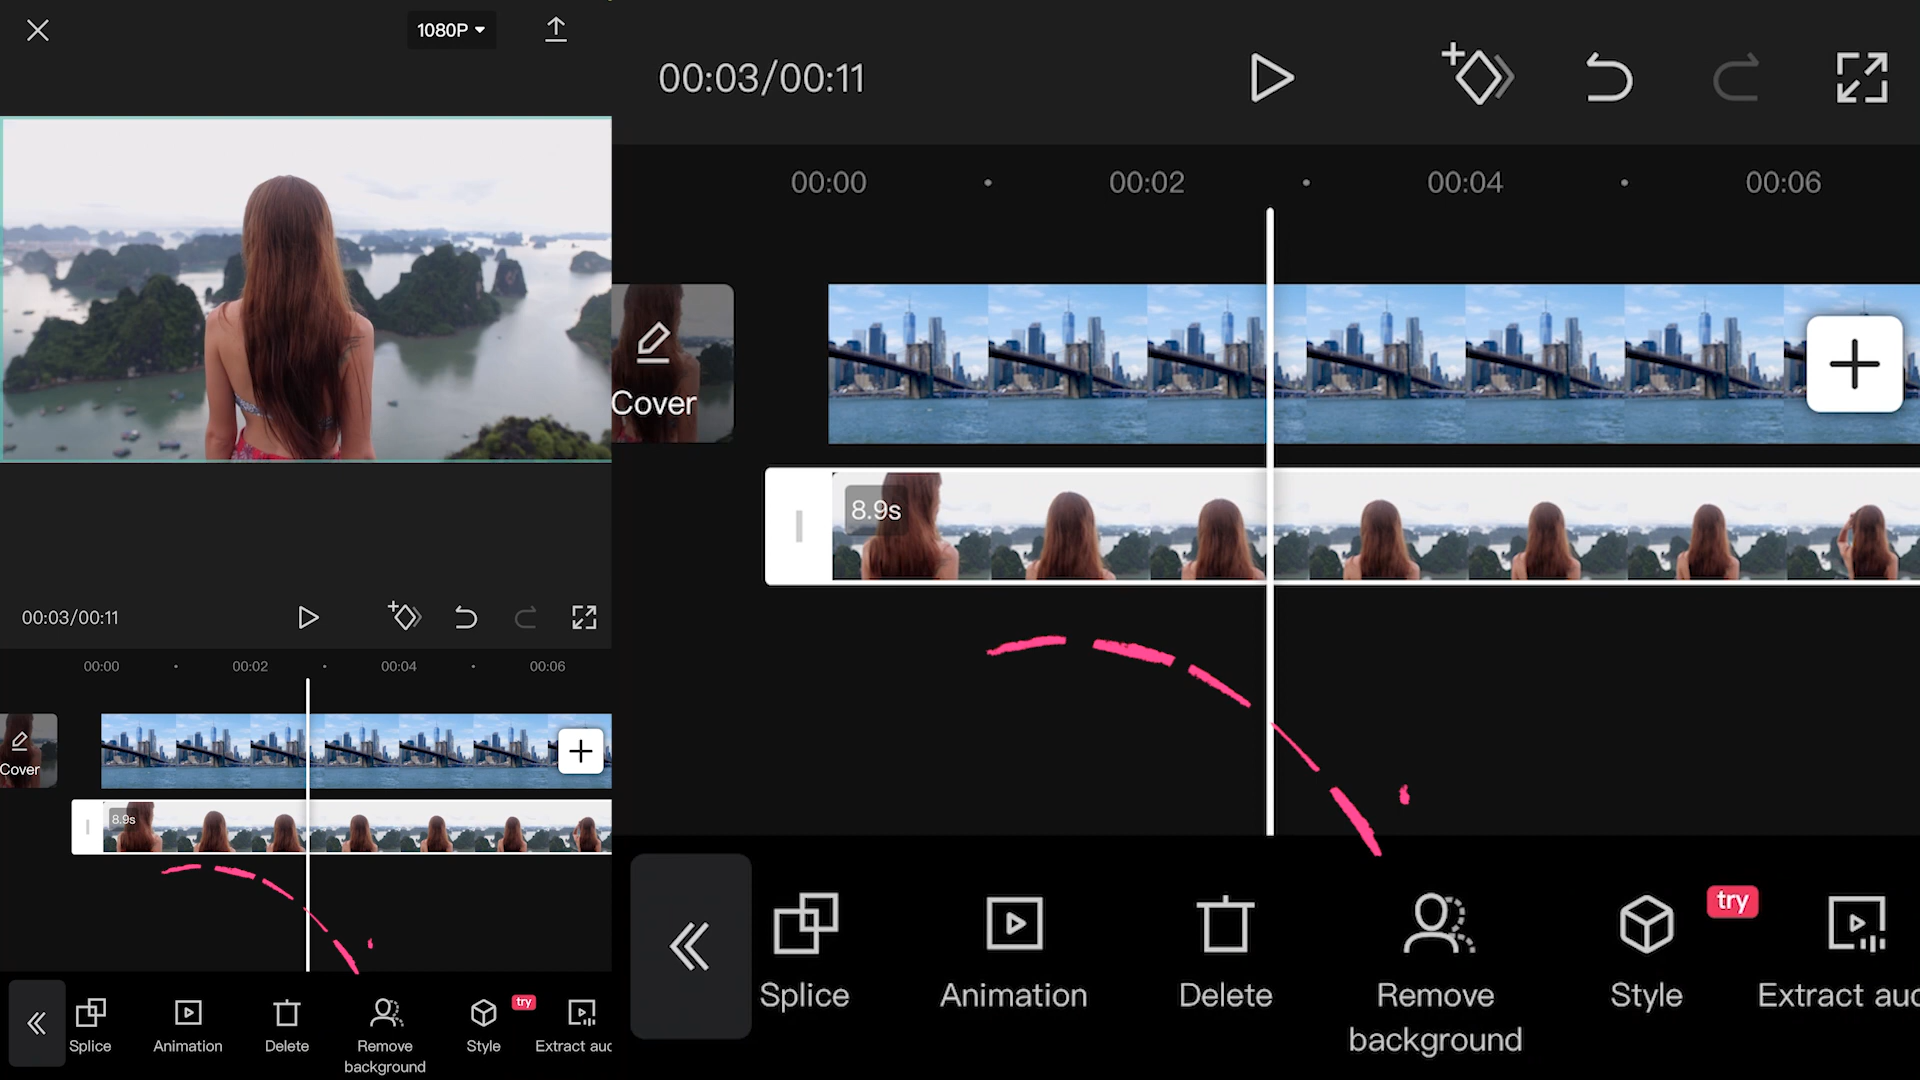 1080P
00:03/00:11
00:00
00:02
00:04
00:06
Cover
8.9s
Splice
Animation
Delete
Remove
background
Style
try
Extract auc
00:03/00:11
00:00
00:02
00:04
00:06
Cover
8.9s
Splice
Animation
Delete
Remove
background
Style
try
Extract auc